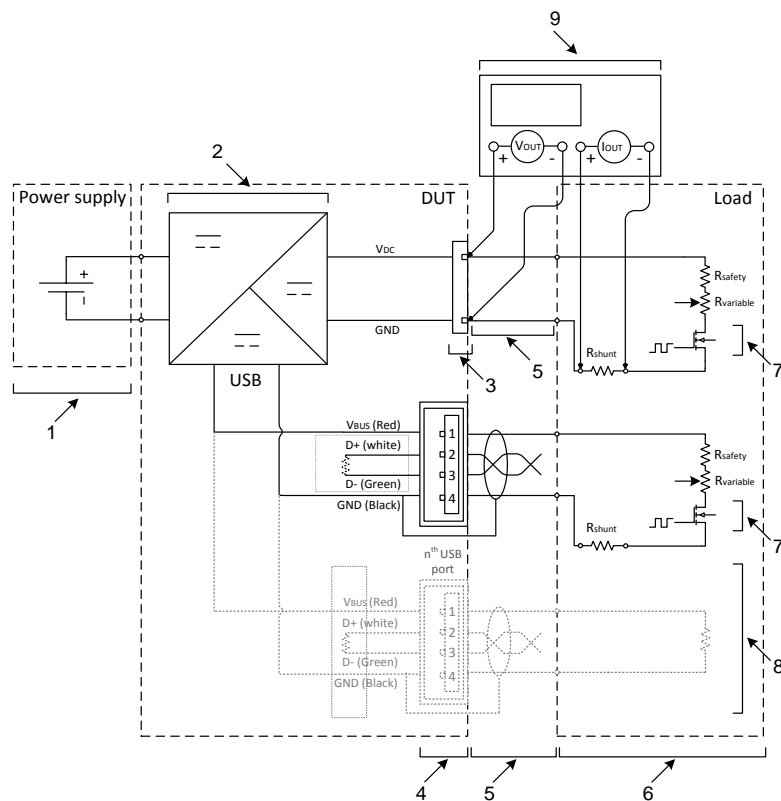 9
VOUT
IOUT
+ - + -
2
Power supply
DUT
Load
VDC
+
-
GND
Rsafety
Rvariable
Rshunt
USB
3
5
7
1
VBUS (Red)
D+ (white)
D- (Green)
GND (Black)
1
2
3
4
Rsafety
Rvariable
Rshunt
7
nth USB
port
VBUS (Red)
D+ (white)
D- (Green)
GND (Black)
1
2
3
4
8
4
5
6